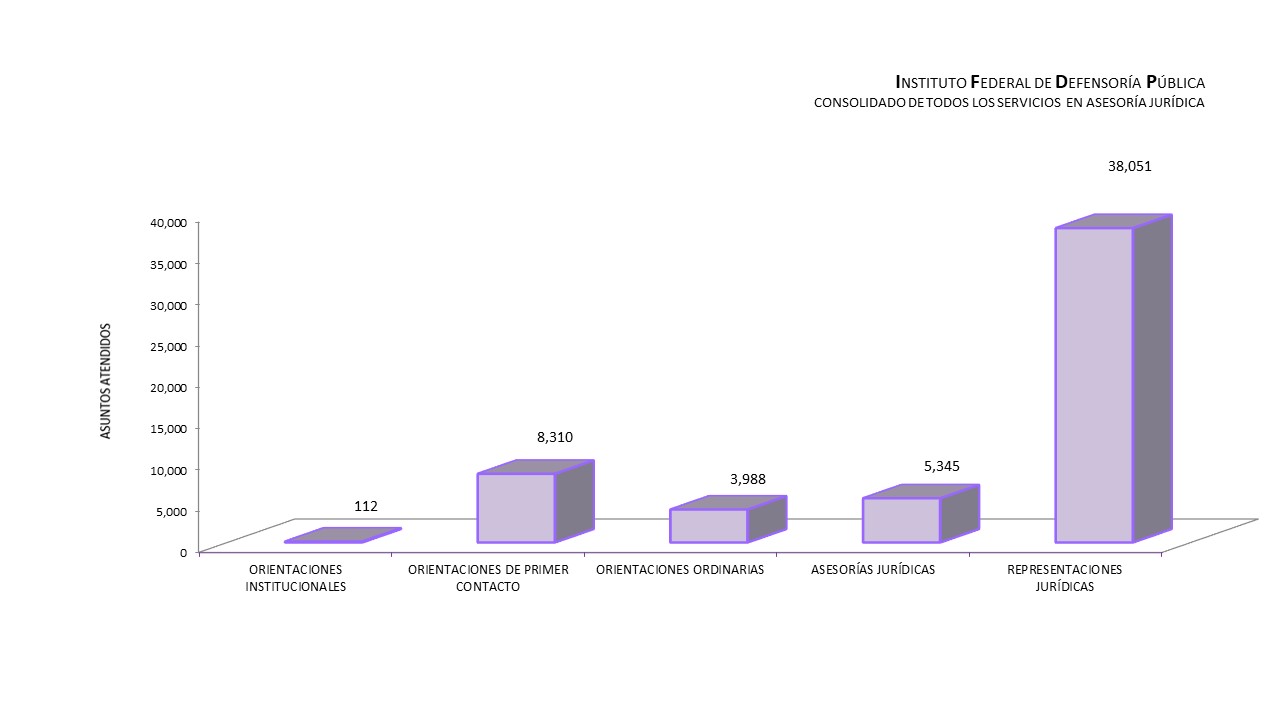 INSTITUTO FEDERAL DE DEFENSORÍA PÚBLICA
CONSOLIDADO DE TODOS LOS SERVICIOS EN ASESORÍA JURÍDICA
38,051
40,000
35,000
30,000
25,000
20,000
15,000
10,000
5,000
0
ASUNTOS ATENDIDOS
112
8,310
3,988
5,345
ORIENTACIONES
INSTITUCIONALES
ORIENTACIONES DE PRIMER
CONTACTO
ORIENTACIONES ORDINARIAS
ASESORÍAS JURÍDICAS
REPRESENTACIONES
JURÍDICAS